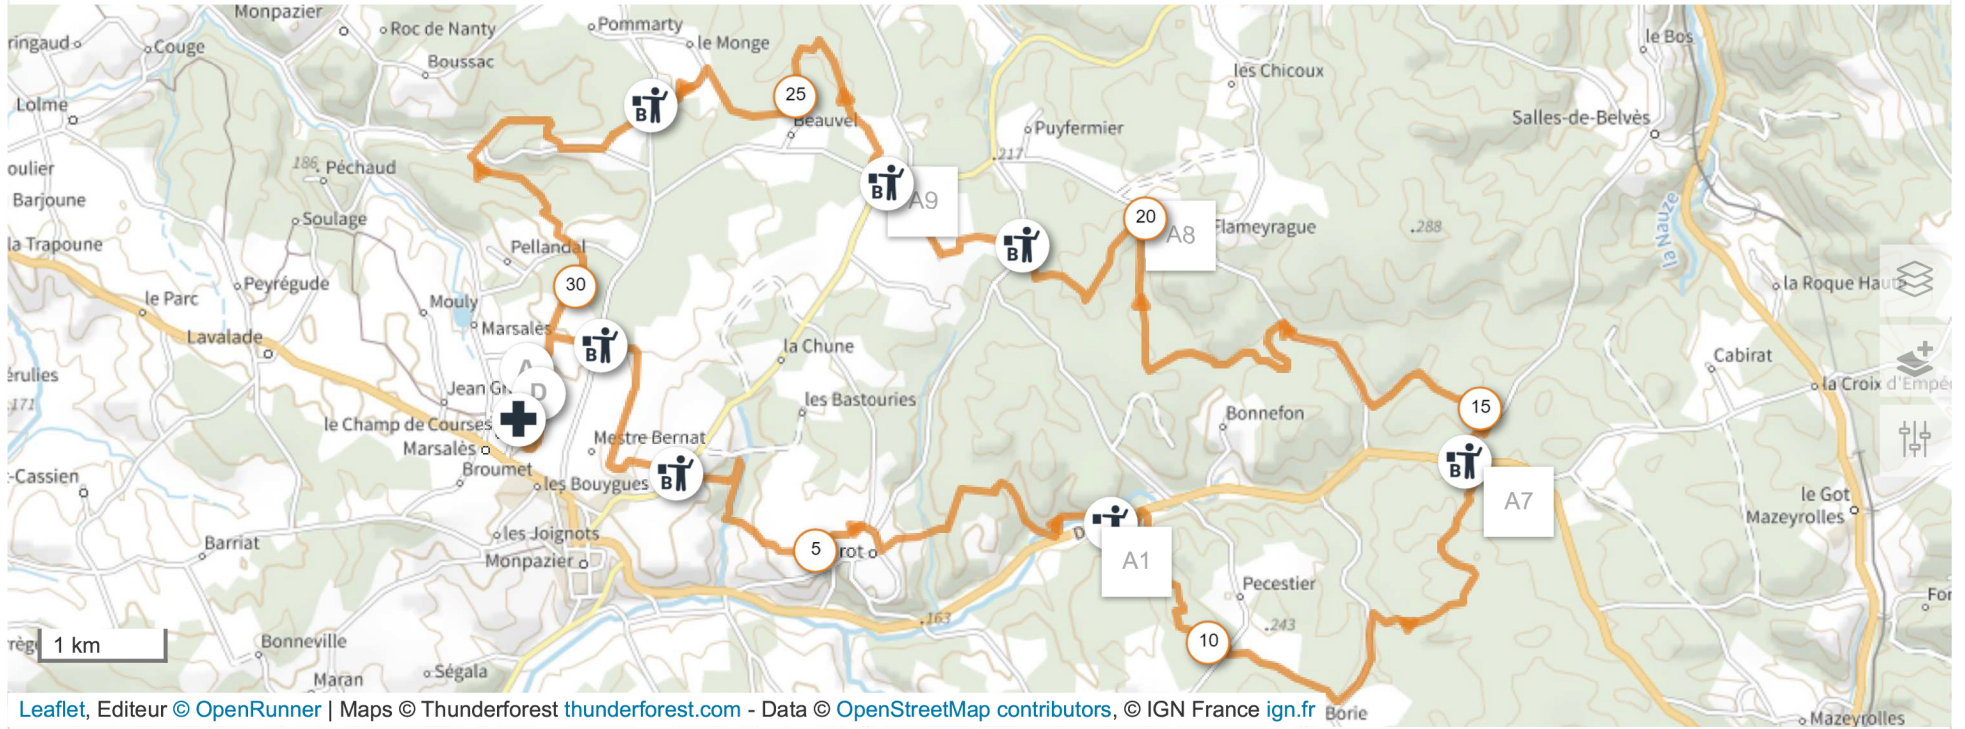 Monpazier
Roc de Nanty
Pommarty
le Monge
le Bos
ringaud
Couge
Boussac
les Chicoux
25
B
Lolme
Beauvel
Puyfermier
Salles-de-Belvès
217
oulier
186
Péchaud
B
A9
Barjoune
Soulage
20
A8
Flameyrague
288
la Nauze
la Trapoune
Pellandal
B
Peyrégude
30
la Roque Haute
le Parc
Mouly
Marsalès
Lavalade
B
la Chune
Cabirat
A
érulies
D
Jean Gr
la Croix d'Empé
171
les Bastouries
15
Bonnefon
le Champ de Courses
Marsalès
Mestre Bernat
Broumet
B
B
-Cassien
les Bouygues
A7
le Got
Mazeyrolles
les Joignots
Barriat
5
rot
D
A1
Monpazier
Pecestier
For
163
243
10
rège
1 km
Bonneville
Ségala
Maran
Leaflet, Editeur © OpenRunner | Maps © Thunderforest thunderforest.com - Data © OpenStreetMap contributors, © IGN France ign.fr
Borie
Mazeyrolles